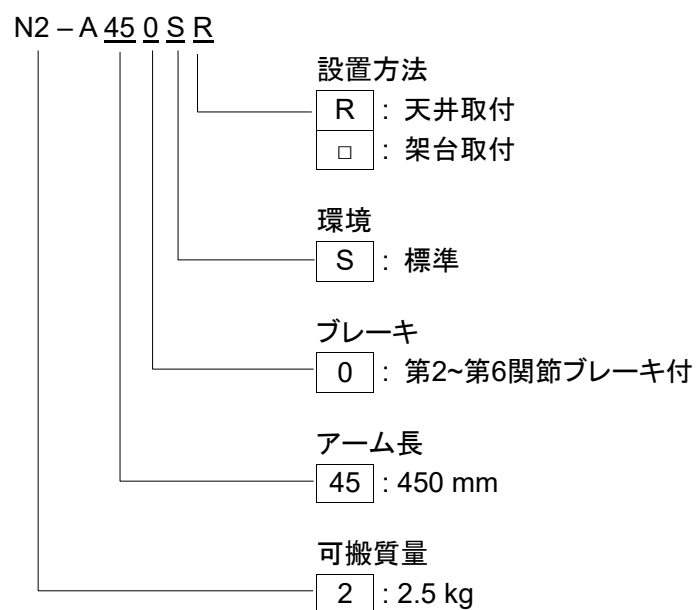 N2 – A 45 0 S R
設置方法
R : 天井取付
□ : 架台取付
環境
S : 標準
ブレーキ
0 : 第2~第6関節ブレーキ付
アーム長
45 : 450 mm
可搬質量
2 : 2.5 kg